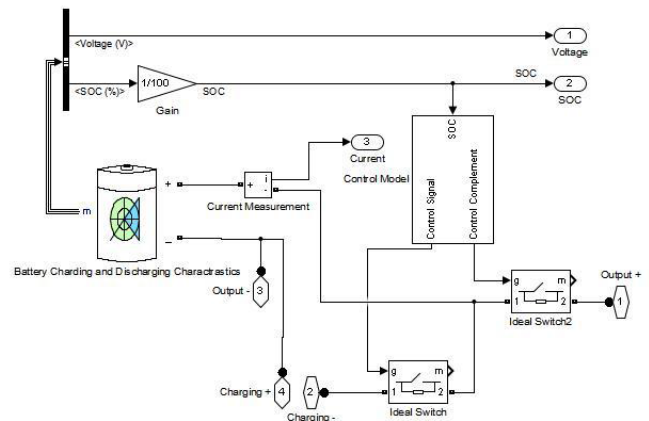 <Voltage (V)>
1
Voltage
<SOC (%)>
1/100
Gain
SOC
SOC
2
SOC
3
Current
SOC
Control Model
Control Signal
Control Complement
m
+
+
i
-
Current Measurement
_
Battery Charding and Discharging Charactrastics
Output -
3
g
m
1
2
Ideal Switch2
Output +
1
Charging +
4
2
Charging -
g
m
1
2
Ideal Switch